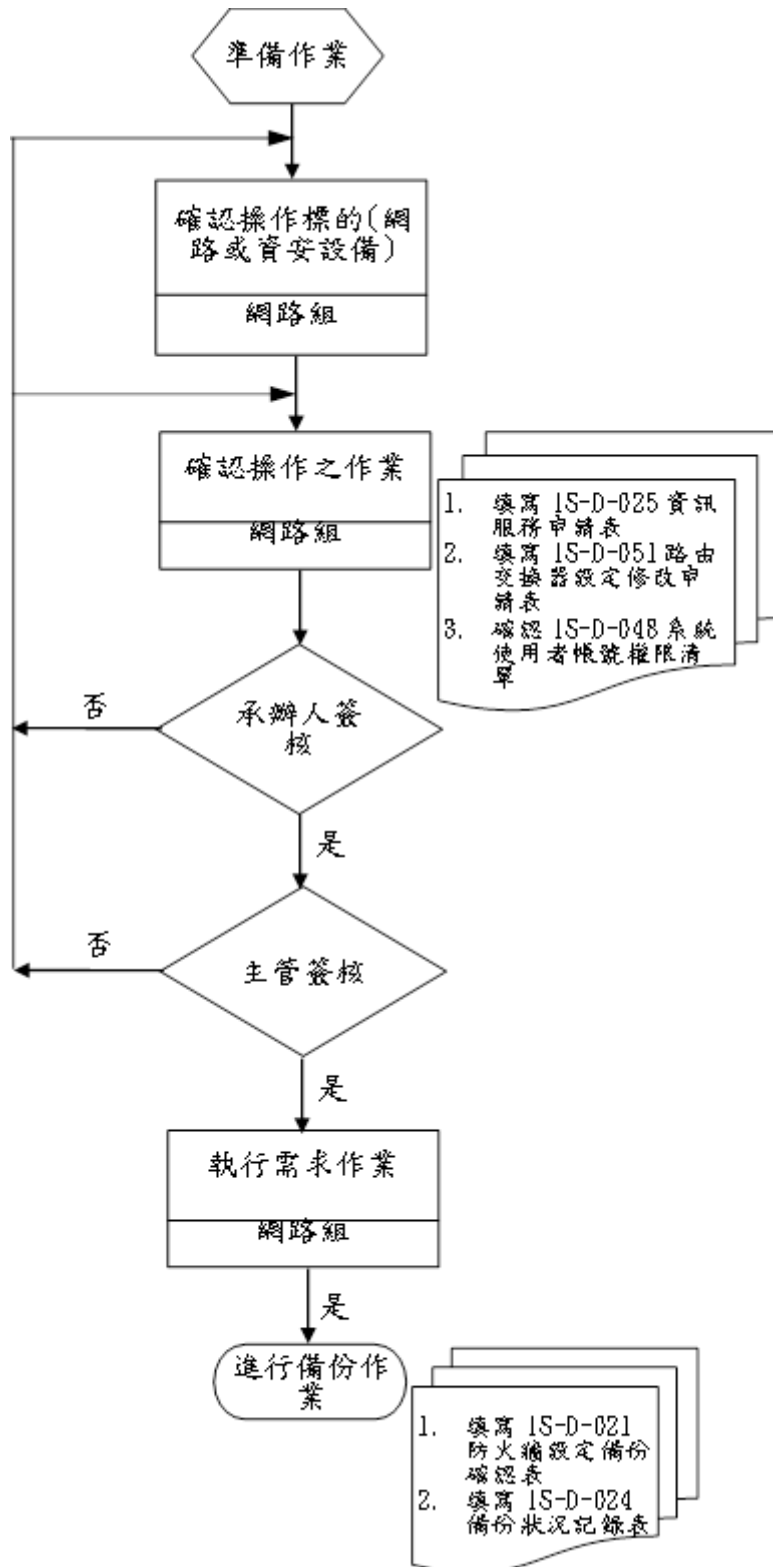 準備作業
確認操作標的(網
路或資安設備)
網路組
確認操作之作業
網路組
1. 填寫 IS-D-025 資訊
服務申請表
2. 填寫 IS-D-051 路由
交換器設定修改申
請表
3. 確認 IS-D-048 系統
使用者帳號權限清
單
否
承辦人簽
核
是
否
主管簽核
是
執行需求作業
網路組
是
進行備份作
業
1. 填寫 IS-D-021
防火牆設定備份
確認表
2. 填寫 IS-D-024
備份狀況記錄表